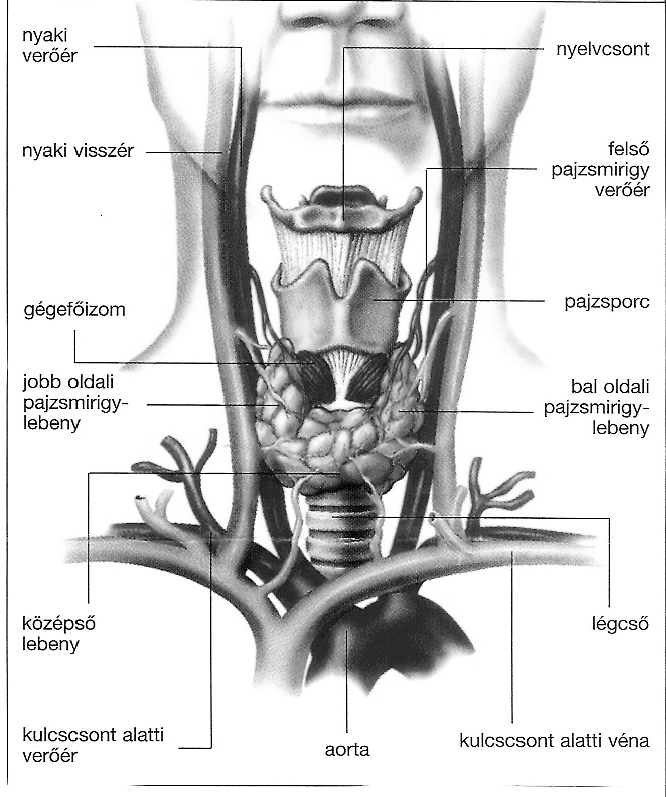 nyaki
verőér
nyelvcsont
nyaki visszér
felső
pajzsmirigy
verőér
gégefőizom
pajzsporc
jobb oldali
pajzsmirigy-
lebeny
bal oldali
pajzsmirigy-
lebeny
középső
lebeny
légcső
kulcscsont alatti
verőér
aorta
kulcscsont alatti véna